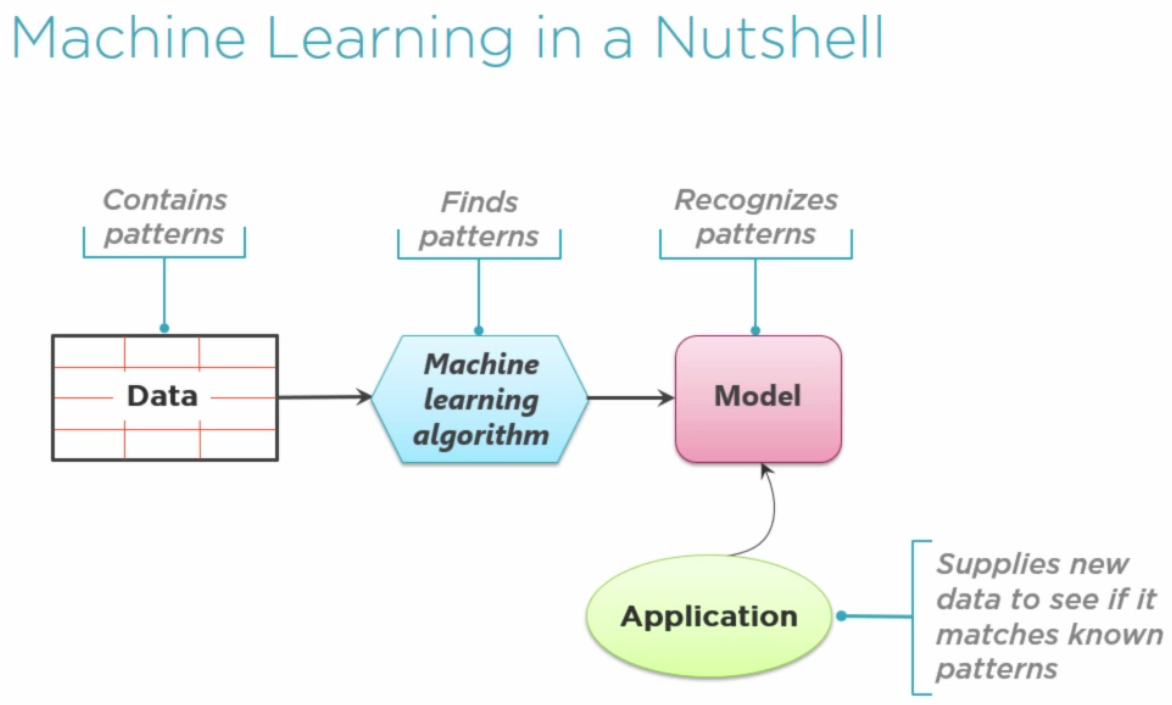 Machine Learning in a Nutshell
Contains
patterns
Finds
patterns
Recognizes
patterns
Data
Machine
learning
algorithm
Model
Application
Supplies new
data to see if it
matches known
patterns